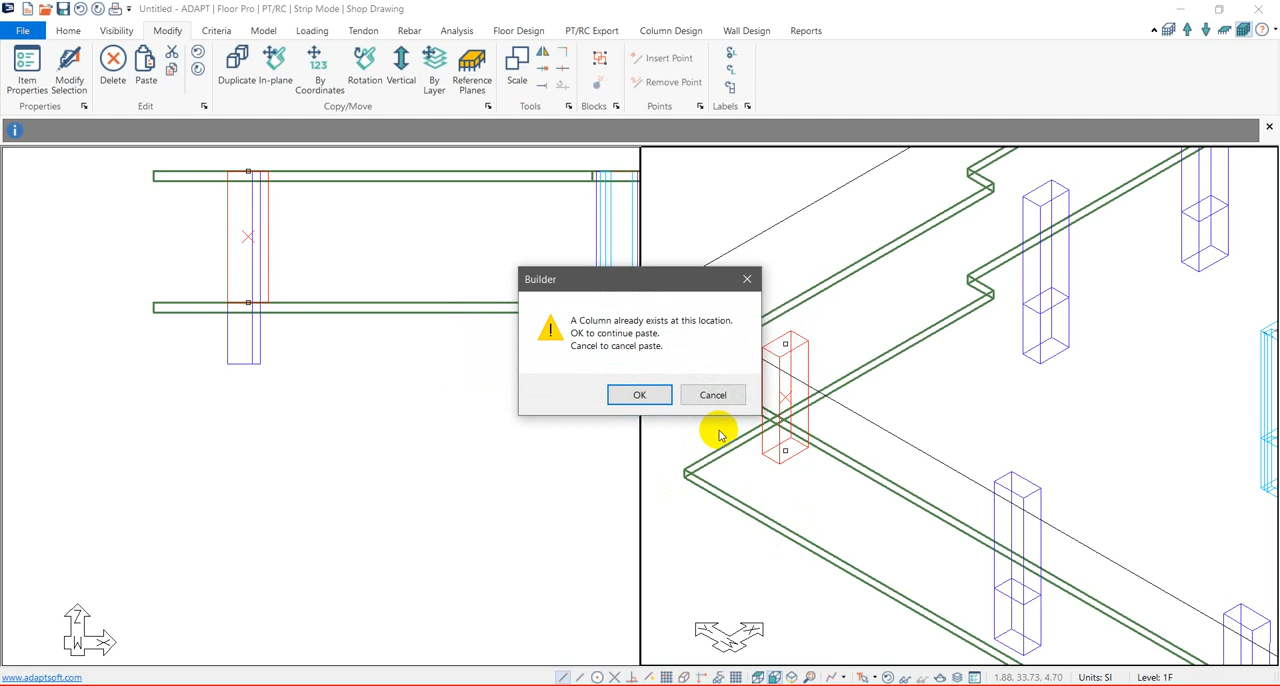 Untitled - ADAPT | Floor Pro | PT/RC | Strip Mode | Shop Drawing
File Home Visibility Modify Criteria Model Loading Tendon Rebar Analysis Floor Design PT/RC Export Column Design Wall Design Reports
Item Properties
Modify Selection
Delete
Paste
Duplicate
In-plane
By Coordinates
Rotation
Vertical
By Layer
Reference Planes
Scale
Insert Point
Remove Point
Properties
Edit
Copy/Move
Tools
Blocks
Points
Labels
Builder
A Column already exists at this location.
OK to continue paste.
Cancel to cancel paste.
OK Cancel
Z
W
X
www.adaptsoft.com
1.88, 33.73, 4.70 Units: SI Level: 1F